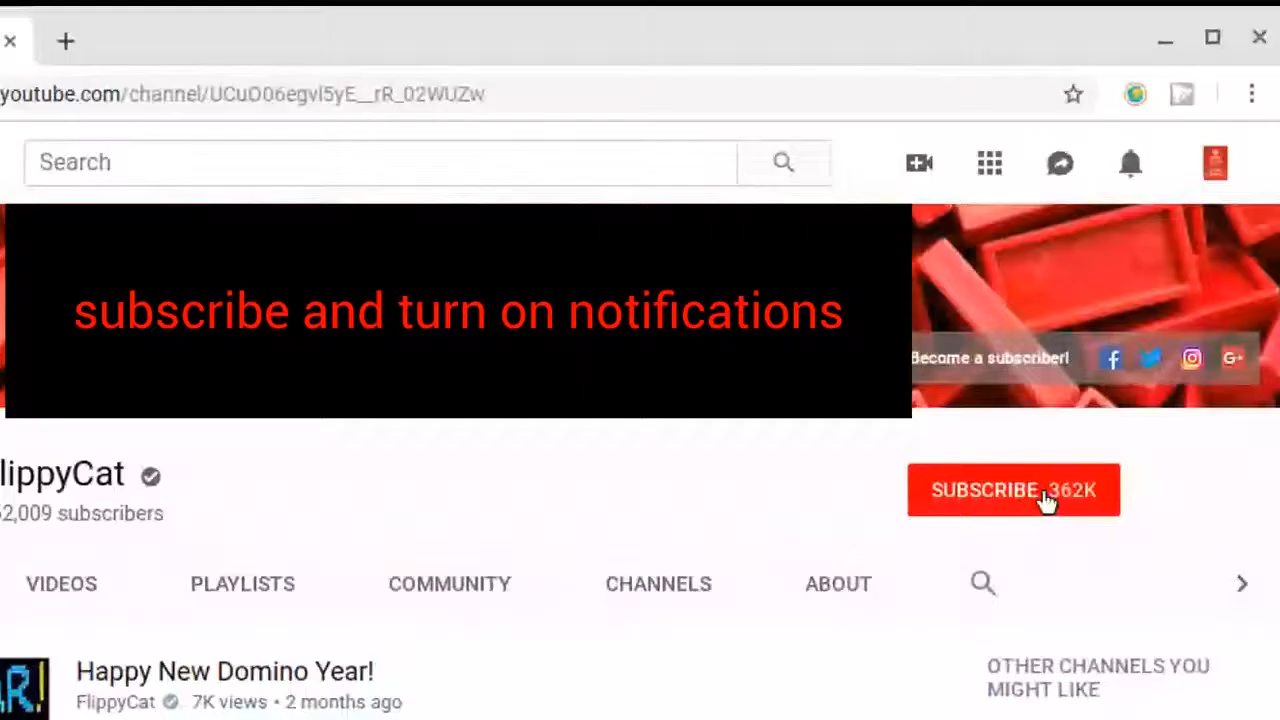 youtube.com/channel/UCuO06egvI5yE__rR_02WUZw
Search
subscribe and turn on notifications
Become a subscriber!
lippyCat
2,009 subscribers
SUBSCRIBE 362K
VIDEOS PLAYLISTS COMMUNITY CHANNELS ABOUT
Happy New Domino Year!
FlippyCat 7K views • 2 months ago
OTHER CHANNELS YOU
MIGHT LIKE
R!